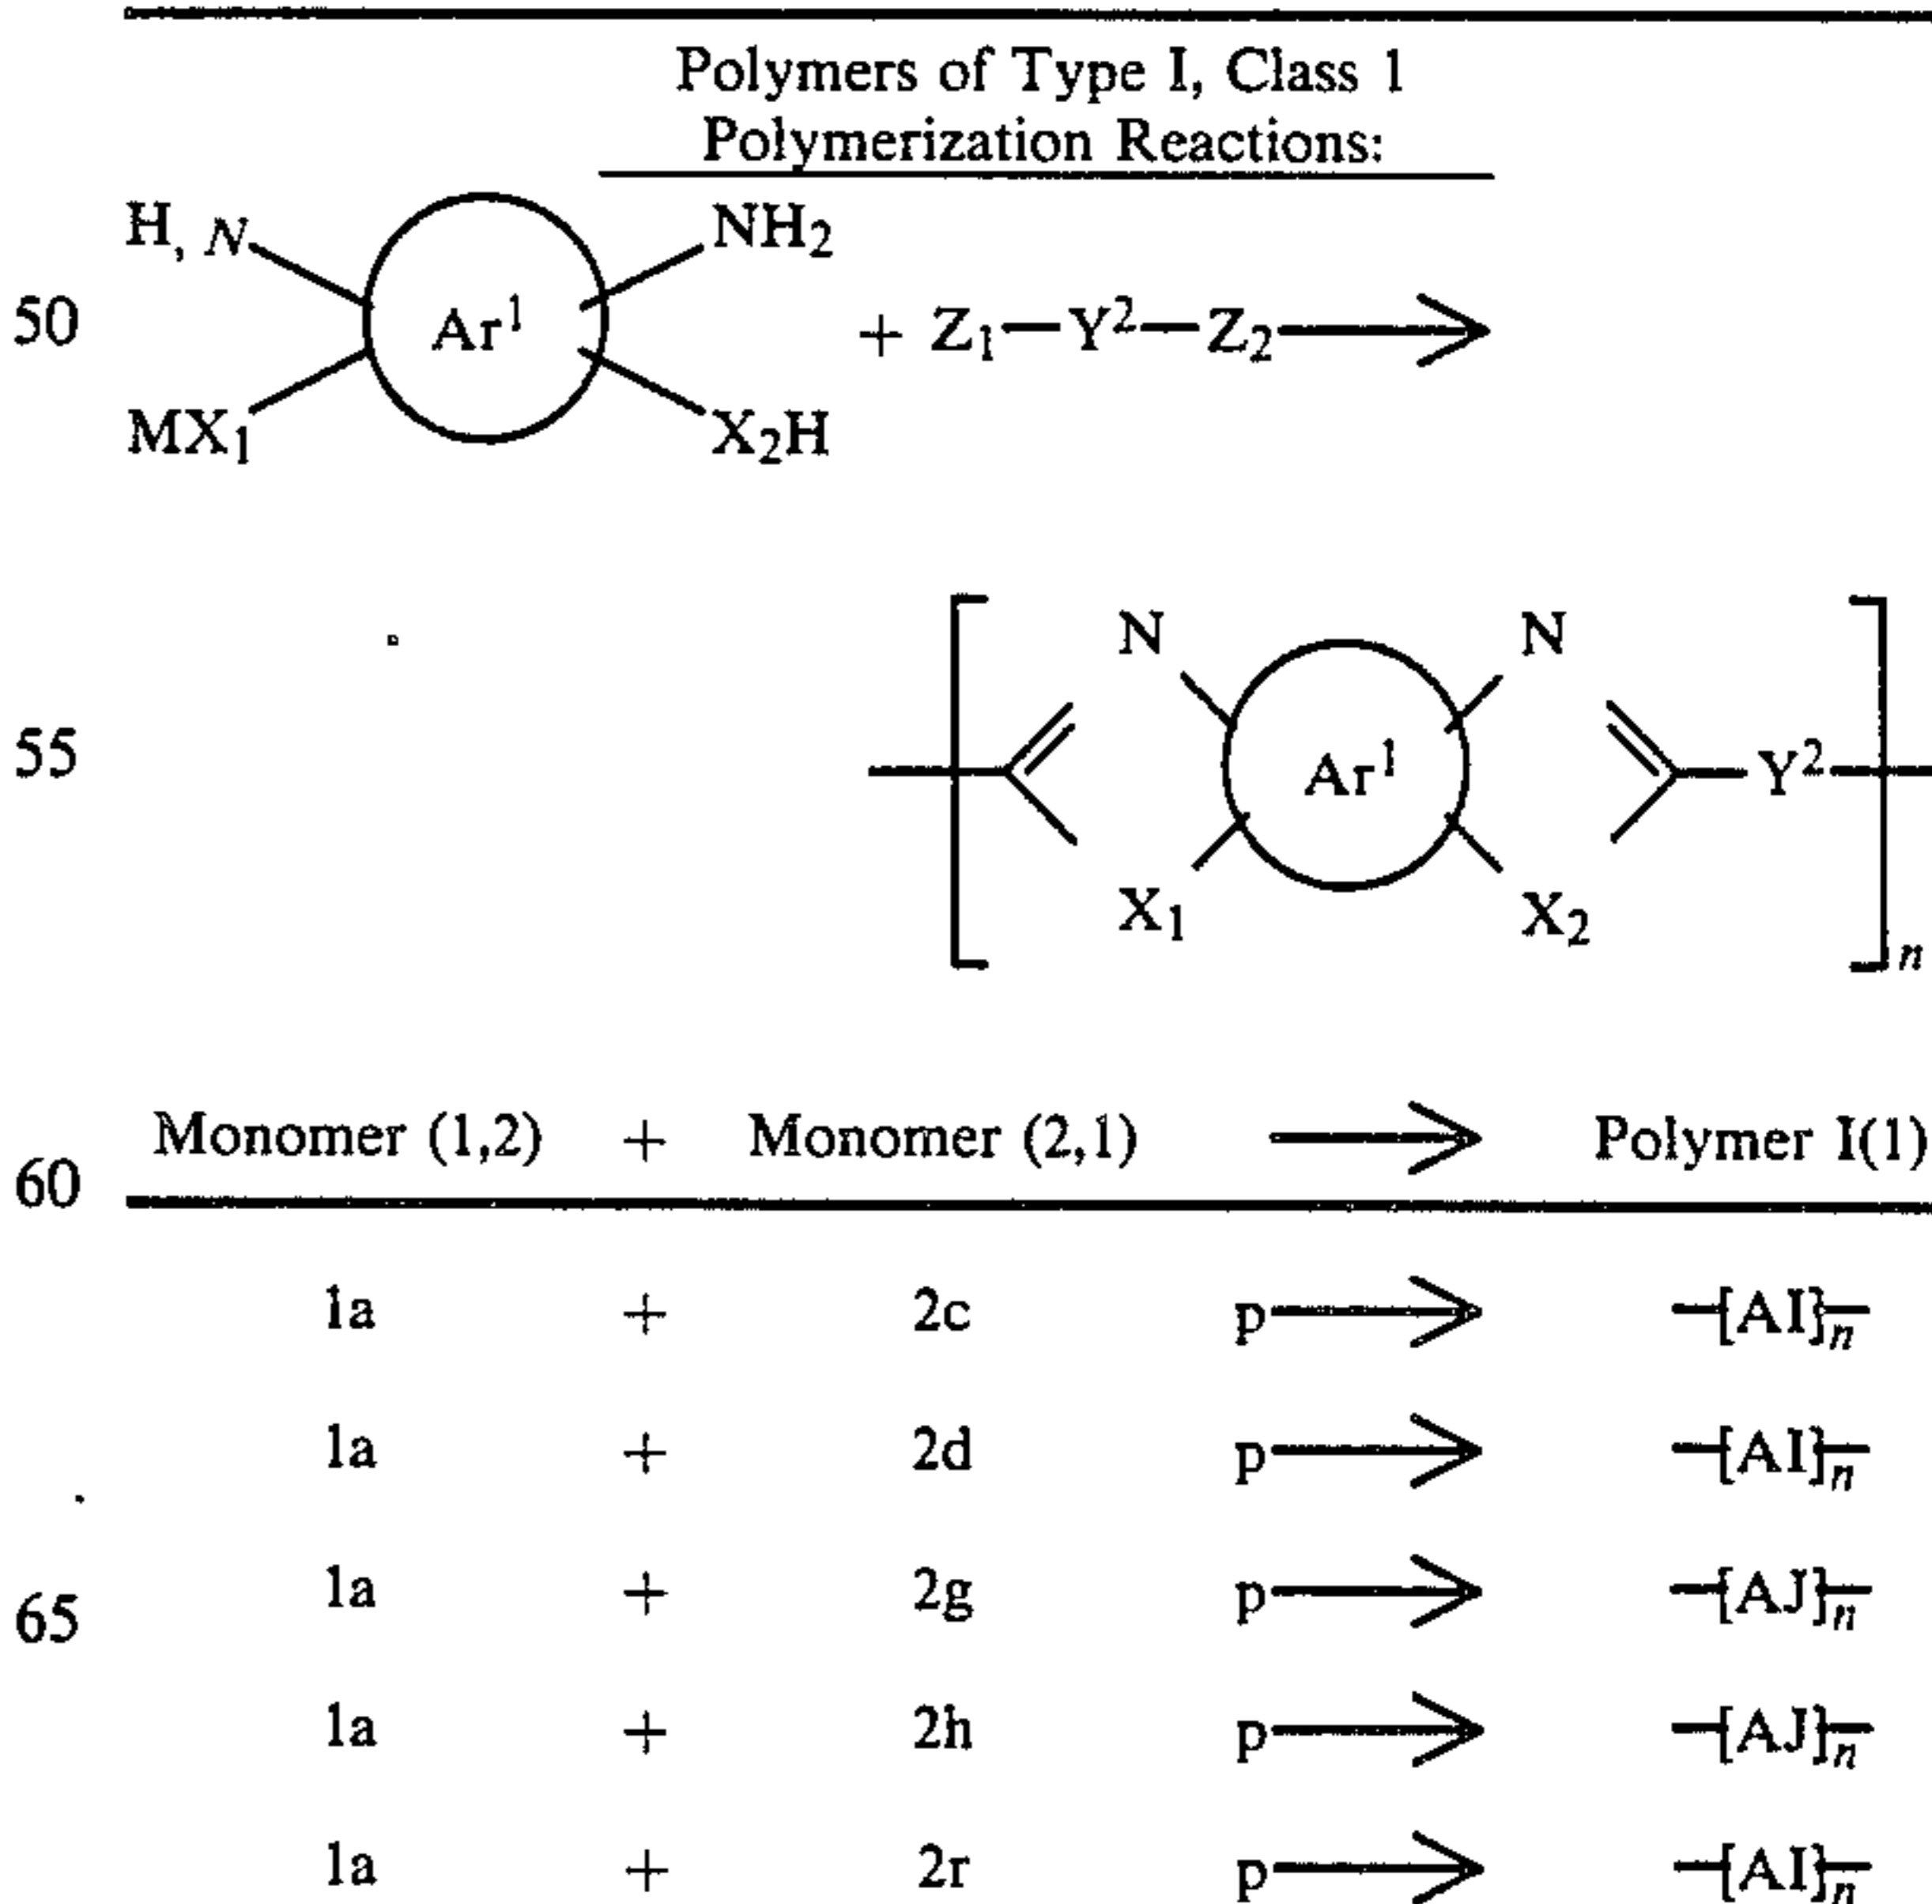 Polymers of Type I, Class 1
Polymerization Reactions:
H, N NH2
50 Ar1 + Z1—Y2—Z2 ⟶
MX1 X2H
N N
55 Ar1 Y2
X1 X2 n
Monomer (1,2) + Monomer (2,1) ⟶ Polymer I(1)
60
1a + 2c p⟶ —[AI]—n
1a + 2d p⟶ —[AI]—n
65 1a + 2g p⟶ —[AJ]—n
1a + 2h p⟶ —[AJ]—n
1a + 2r p⟶ —[AI]—n